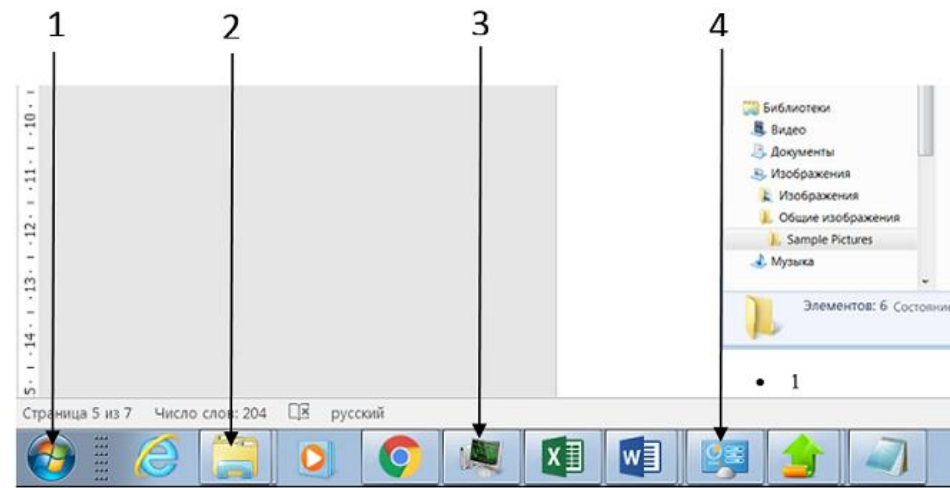 1 2 3 4
Библиотеки
Видео
Документы
Изображения
Изображения
Общие изображения
Sample Pictures
Музыка
Элементов: 6 Состояние
• 1
5 · | · 14 · | · 13 · | · 12 · | · 11 · | · 10 · |
Страница 5 из 7 Число слов: 204 русский